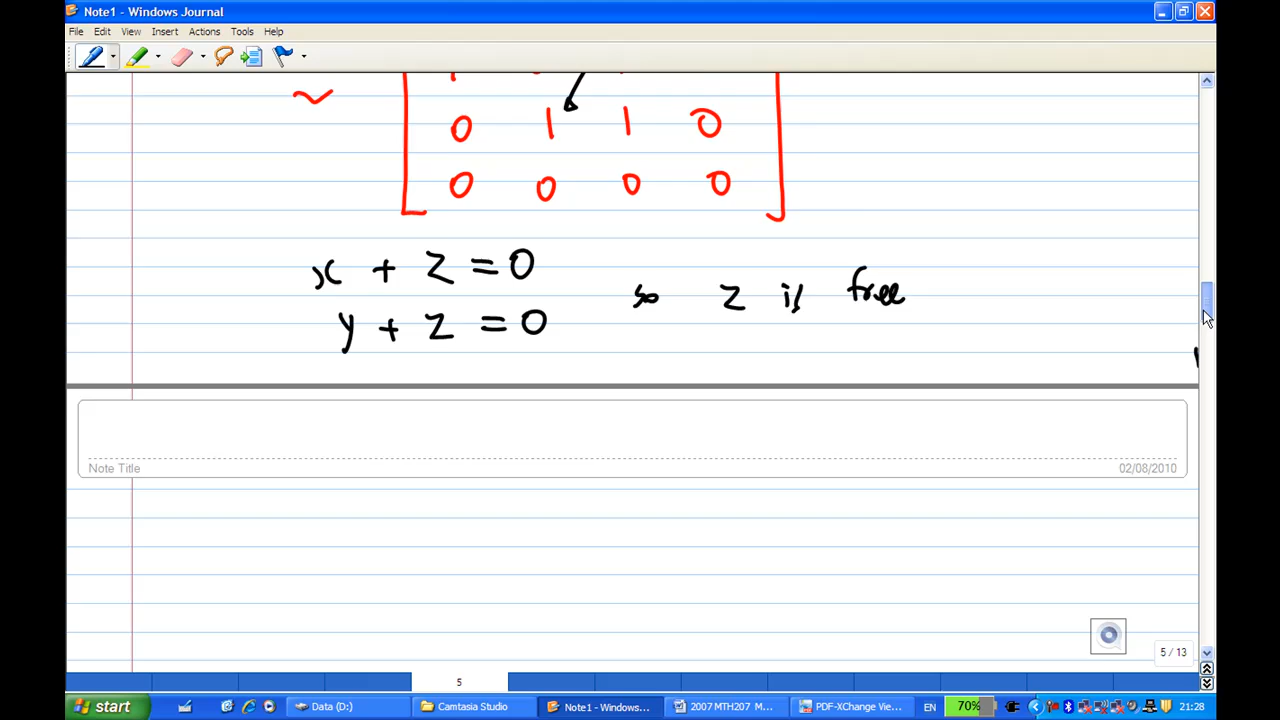 Note1 - Windows Journal
File Edit View Insert Actions Tools Help
~
0 1 1 0
0 0 0 0
x + z = 0
so z is free
y + z = 0
Note Title
02/08/2010
5 / 13
5
start
Data (D:)
Camtasia Studio
Note1 - Windows...
2007 MTH207 M...
PDF-XChange Vie...
EN
70%
21:28